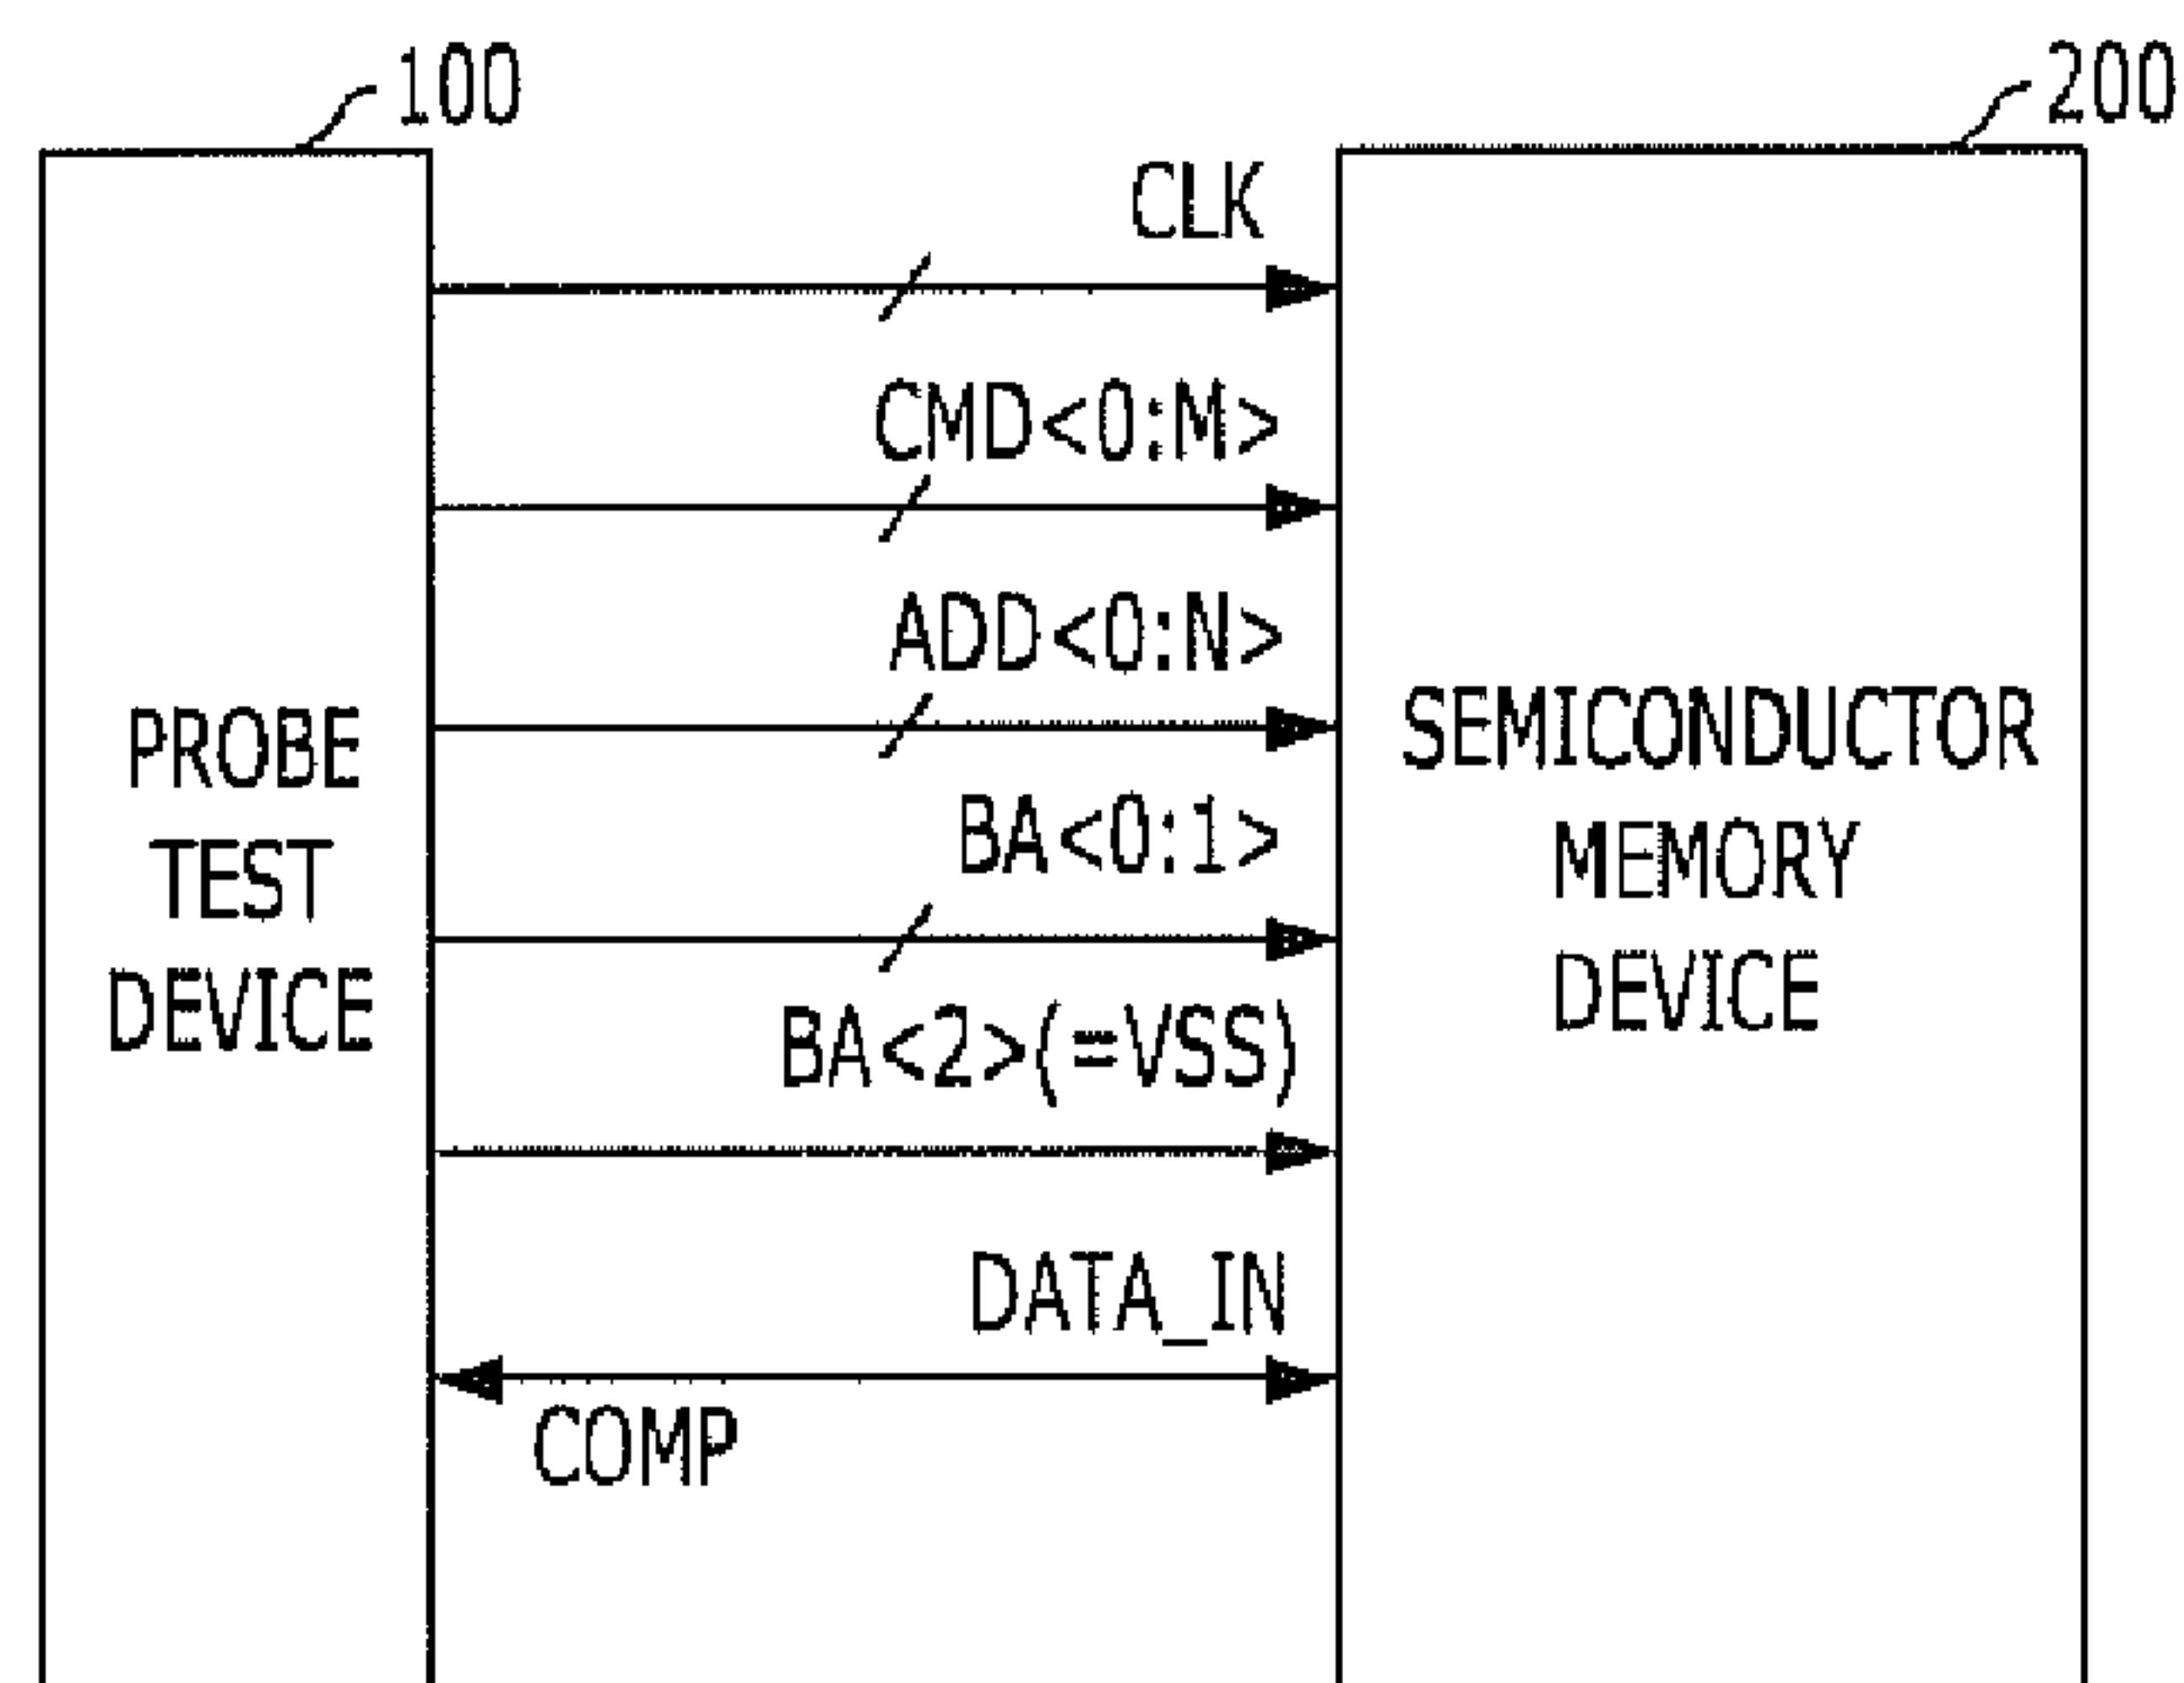 100
200
CLK
CMD<0:M>
ADD<0:N>
BA<0:1>
BA<2>(=VSS)
DATA_IN
COMP
PROBE
TEST
DEVICE
SEMICONDUCTOR
MEMORY
DEVICE